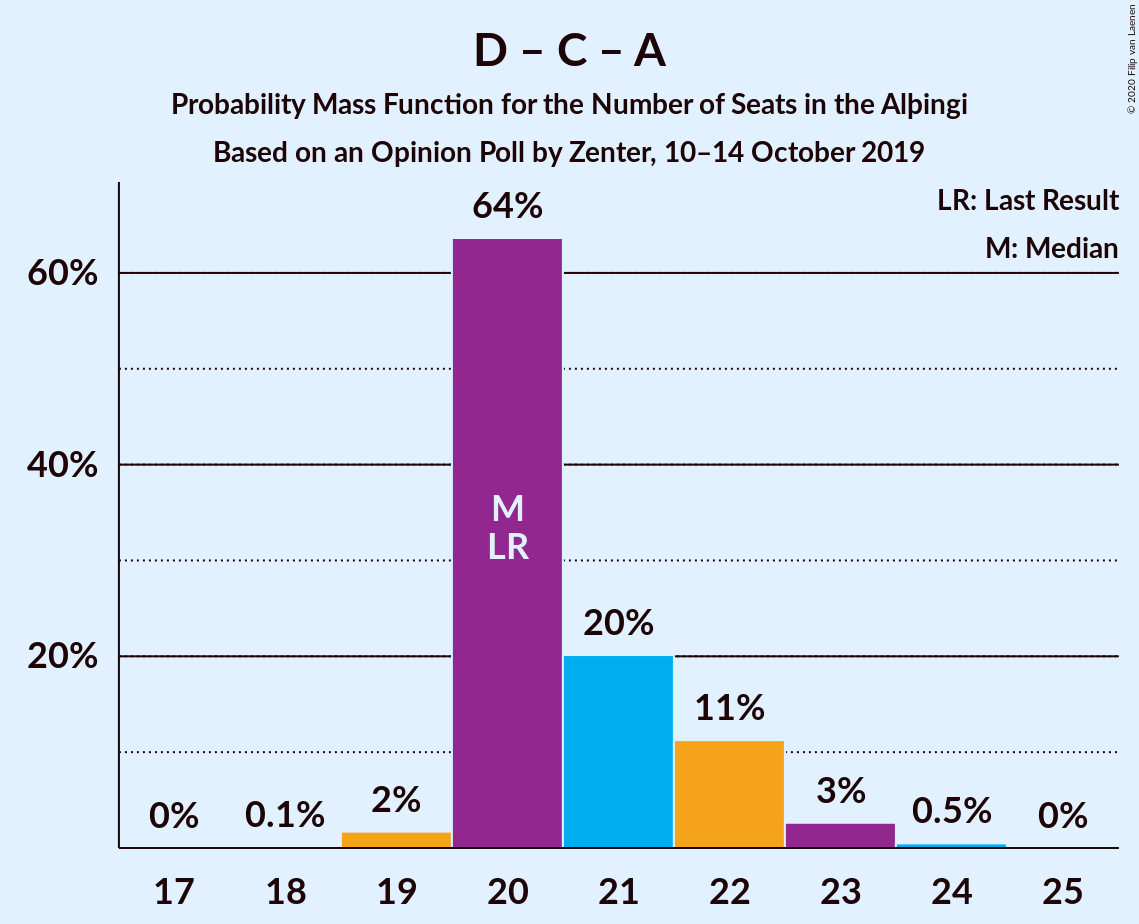 D – C – A
Probability Mass Function for the Number of Seats in the Alþingi
Based on an Opinion Poll by Zenter, 10–14 October 2019
© 2020 Filip van Laenen
LR: Last Result
M: Median
60%
40%
20%
0%
0.1%
2%
64%
M
LR
20%
11%
3%
0.5%
0%
17 18 19 20 21 22 23 24 25